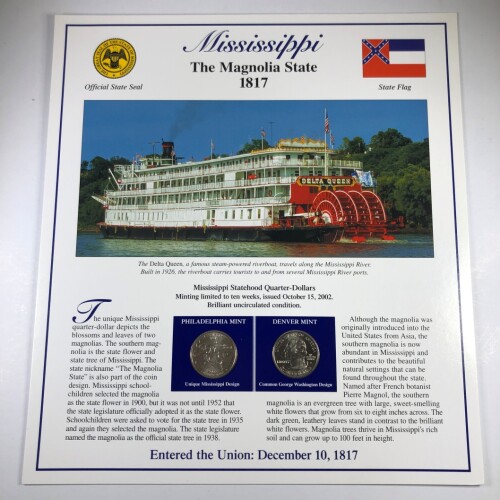 Mississippi
The Magnolia State
1817
Official State Seal
State Flag
DELTA QUEEN
The Delta Queen, a famous steam-powered riverboat, travels along the Mississippi River.
Built in 1926, the riverboat carries tourists to and from several Mississippi River ports.
Mississippi Statehood Quarter-Dollars
Minting limited to ten weeks, issued October 15, 2002.
Brilliant uncirculated condition.
The unique Mississippi
quarter-dollar depicts the
blossoms and leaves of two
magnolias. The southern mag-
nolia is the state flower and
state tree of Mississippi. The
state nickname "The Magnolia
State" is also part of the coin
design. Mississippi school-
children selected the magnolia
as the state flower in 1900, but it was not until 1952 that
the state legislature officially adopted it as the state flower.
Schoolchildren were asked to vote for the state tree in 1935
and again they selected the magnolia. The state legislature
named the magnolia as the official state tree in 1938.
PHILADELPHIA MINT
Unique Mississippi Design
DENVER MINT
LIBERTY
Common George Washington Design
Although the magnolia was
originally introduced into the
United States from Asia, the
southern magnolia is now
abundant in Mississippi and
contributes to the beautiful
natural settings that can be
found throughout the state.
Named after French botanist
Pierre Magnol, the southern
magnolia is an evergreen tree with large, sweet-smelling
white flowers that grow from six to eight inches across. The
dark green, leathery leaves stand in contrast to the brilliant
white flowers. Magnolia trees thrive in Mississippi's rich
soil and can grow up to 100 feet in height.
Entered the Union: December 10, 1817